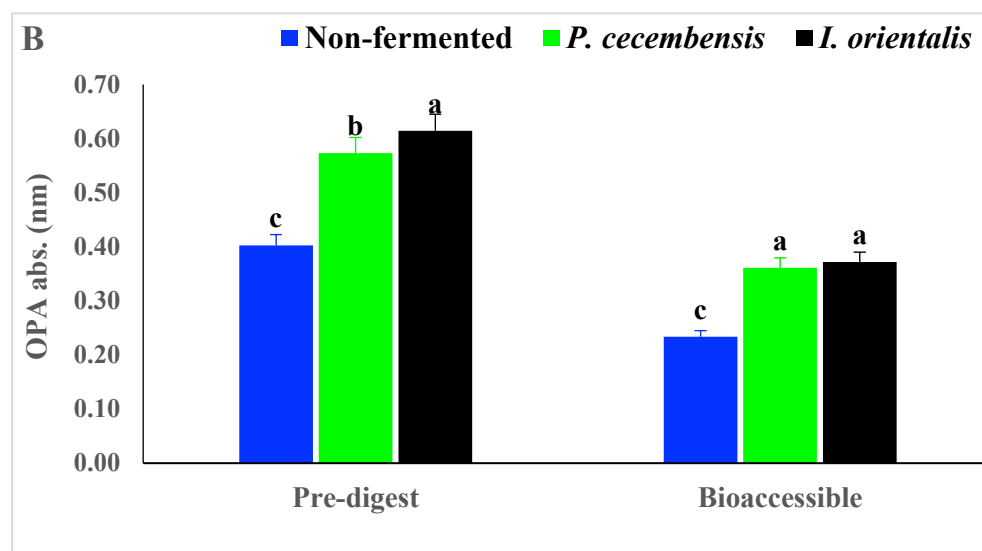 B
Non-fermented P. cecembensis I. orientalis
OPA abs. (nm)
0.70
0.60
0.50
0.40
0.30
0.20
0.10
0.00
c
b
a
c
a
a
Pre-digest Bioaccessible